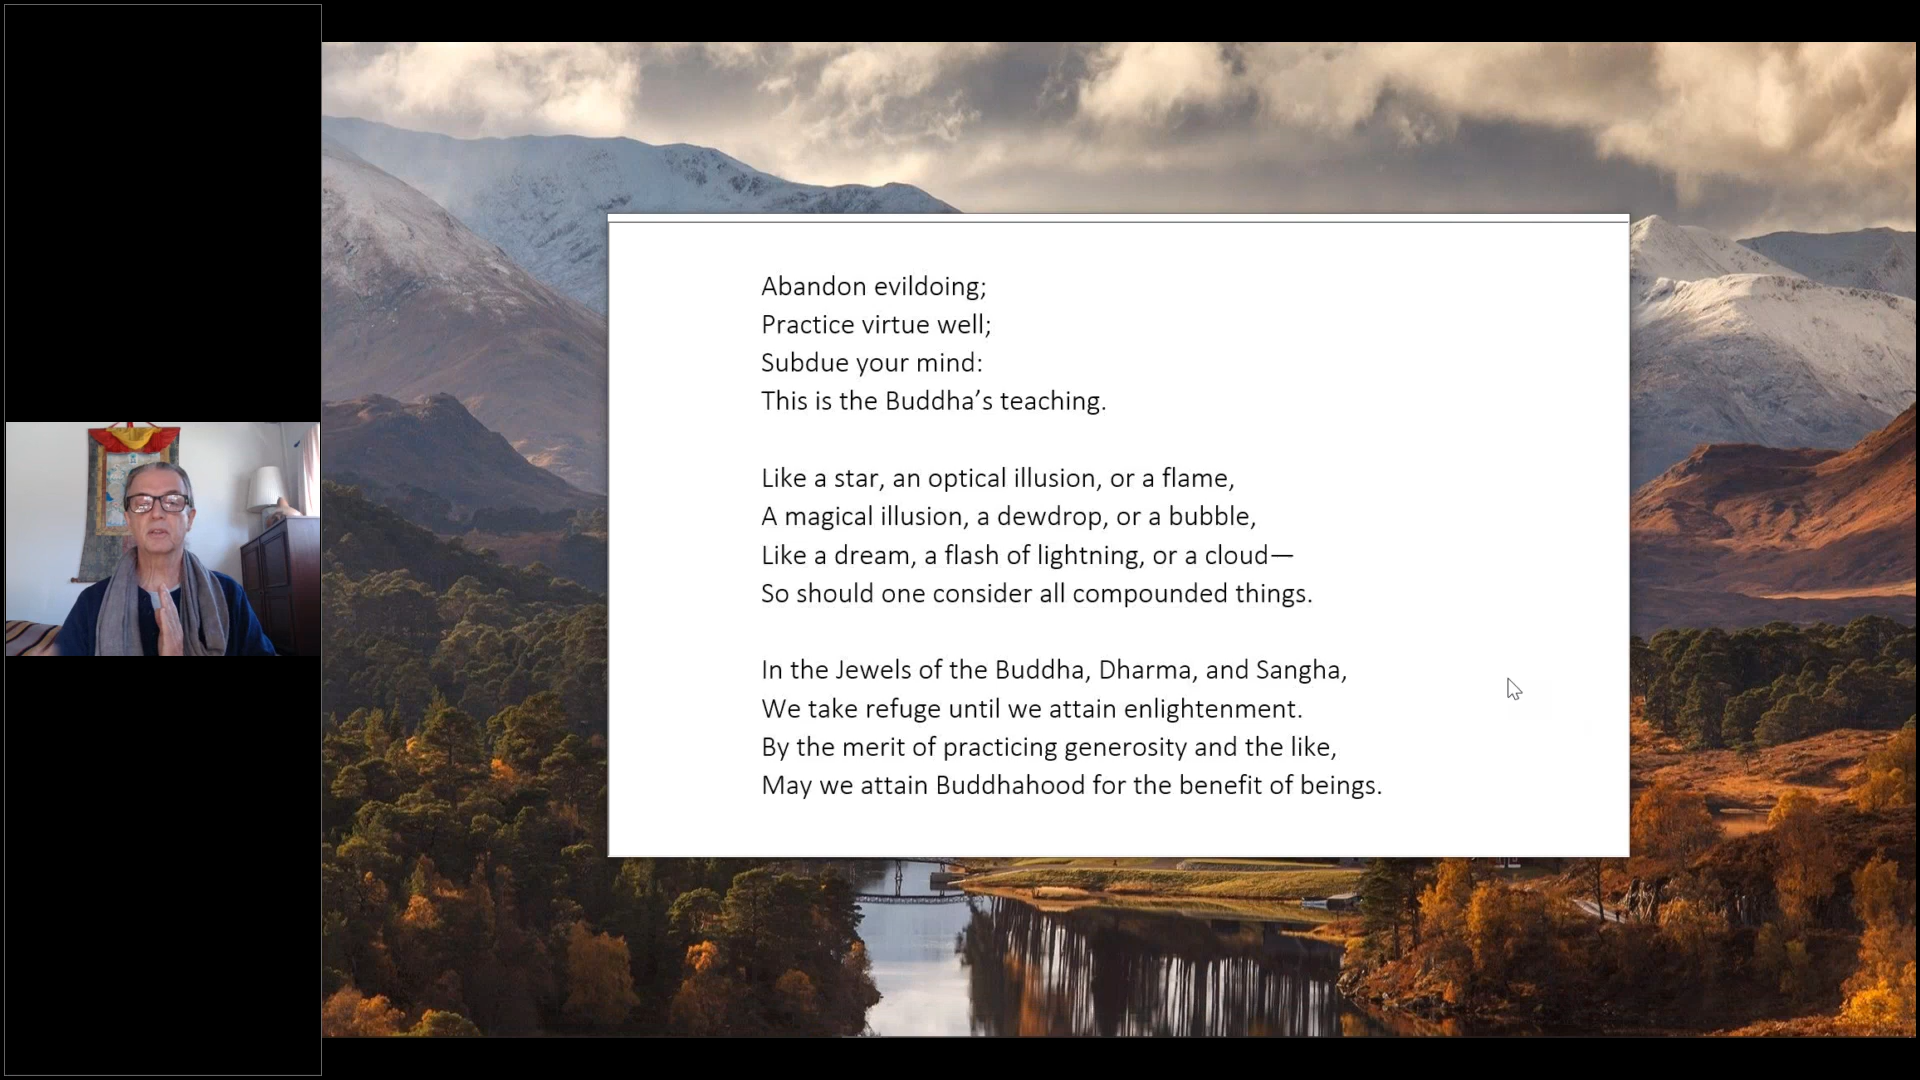 Abandon evildoing;
Practice virtue well;
Subdue your mind:
This is the Buddha’s teaching.
Like a star, an optical illusion, or a flame,
A magical illusion, a dewdrop, or a bubble,
Like a dream, a flash of lightning, or a cloud—
So should one consider all compounded things.
In the Jewels of the Buddha, Dharma, and Sangha,
We take refuge until we attain enlightenment.
By the merit of practicing generosity and the like,
May we attain Buddhahood for the benefit of beings.